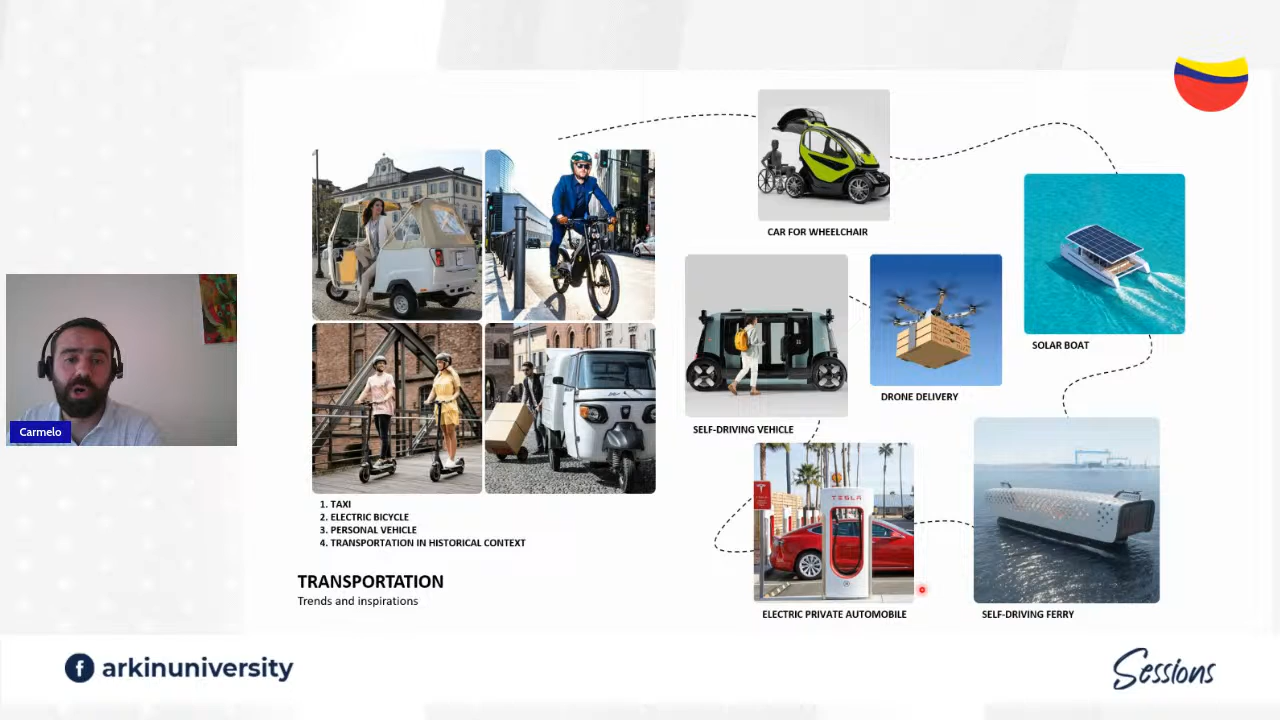 CAR FOR WHEELCHAIR
SOLAR BOAT
DRONE DELIVERY
SELF-DRIVING VEHICLE
Carmelo
TESLA
1. TAXI
2. ELECTRIC BICYCLE
3. PERSONAL VEHICLE
4. TRANSPORTATION IN HISTORICAL CONTEXT
TRANSPORTATION
Trends and inspirations
ELECTRIC PRIVATE AUTOMOBILE
SELF-DRIVING FERRY
arkinuniversity
Sessions